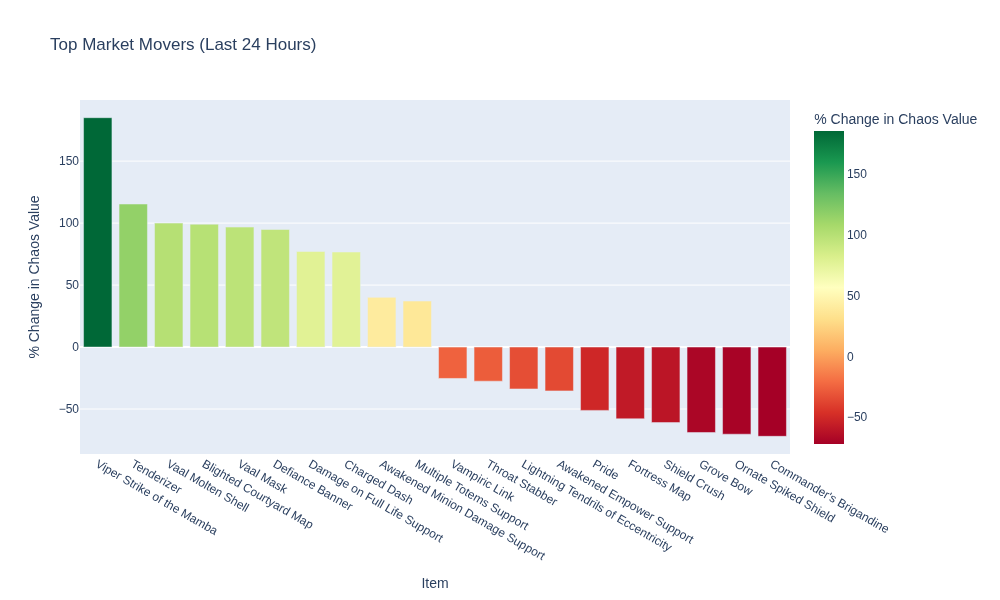 Top Market Movers (Last 24 Hours)
% Change in Chaos Value
150
100
50
0
−50
Viper Strike of the Mamba
Tenderizer
Vaal Molten Shell
Blighted Courtyard Map
Vaal Mask
Defiance Banner
Damage on Full Life Support
Charged Dash
Awakened Minion Damage Support
Multiple Totems Support
Vampiric Link
Throat Stabber
Lightning Tendrils of Eccentricity
Awakened Empower Support
Pride
Fortress Map
Shield Crush
Grove Bow
Ornate Spiked Shield
Commander's Brigandine
Item
% Change in Chaos Value
150
100
50
0
−50